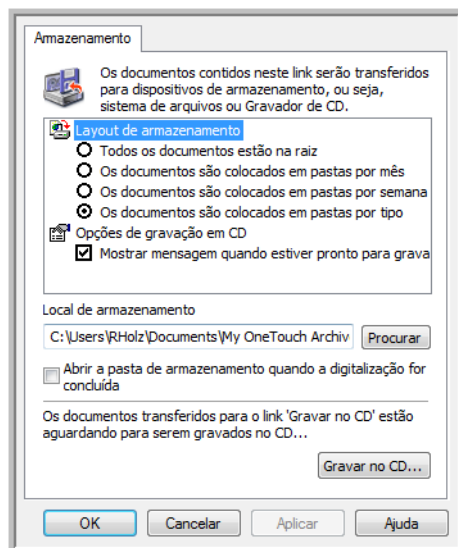 Armazenamento
Os documentos contidos neste link serão transferidos
para dispositivos de armazenamento, ou seja,
sistema de arquivos ou Gravador de CD.
Layout de armazenamento
Todos os documentos estão na raiz
Os documentos são colocados em pastas por mês
Os documentos são colocados em pastas por semana
Os documentos são colocados em pastas por tipo
Opções de gravação em CD
Mostrar mensagem quando estiver pronto para grava
Local de armazenamento
C:\Users\RHolz\Documents\My OneTouch Archiv
Procurar
Abrir a pasta de armazenamento quando a digitalização for
concluída
Os documentos transferidos para o link 'Gravar no CD' estão
aguardando para serem gravados no CD...
Gravar no CD...
OK
Cancelar
Aplicar
Ajuda